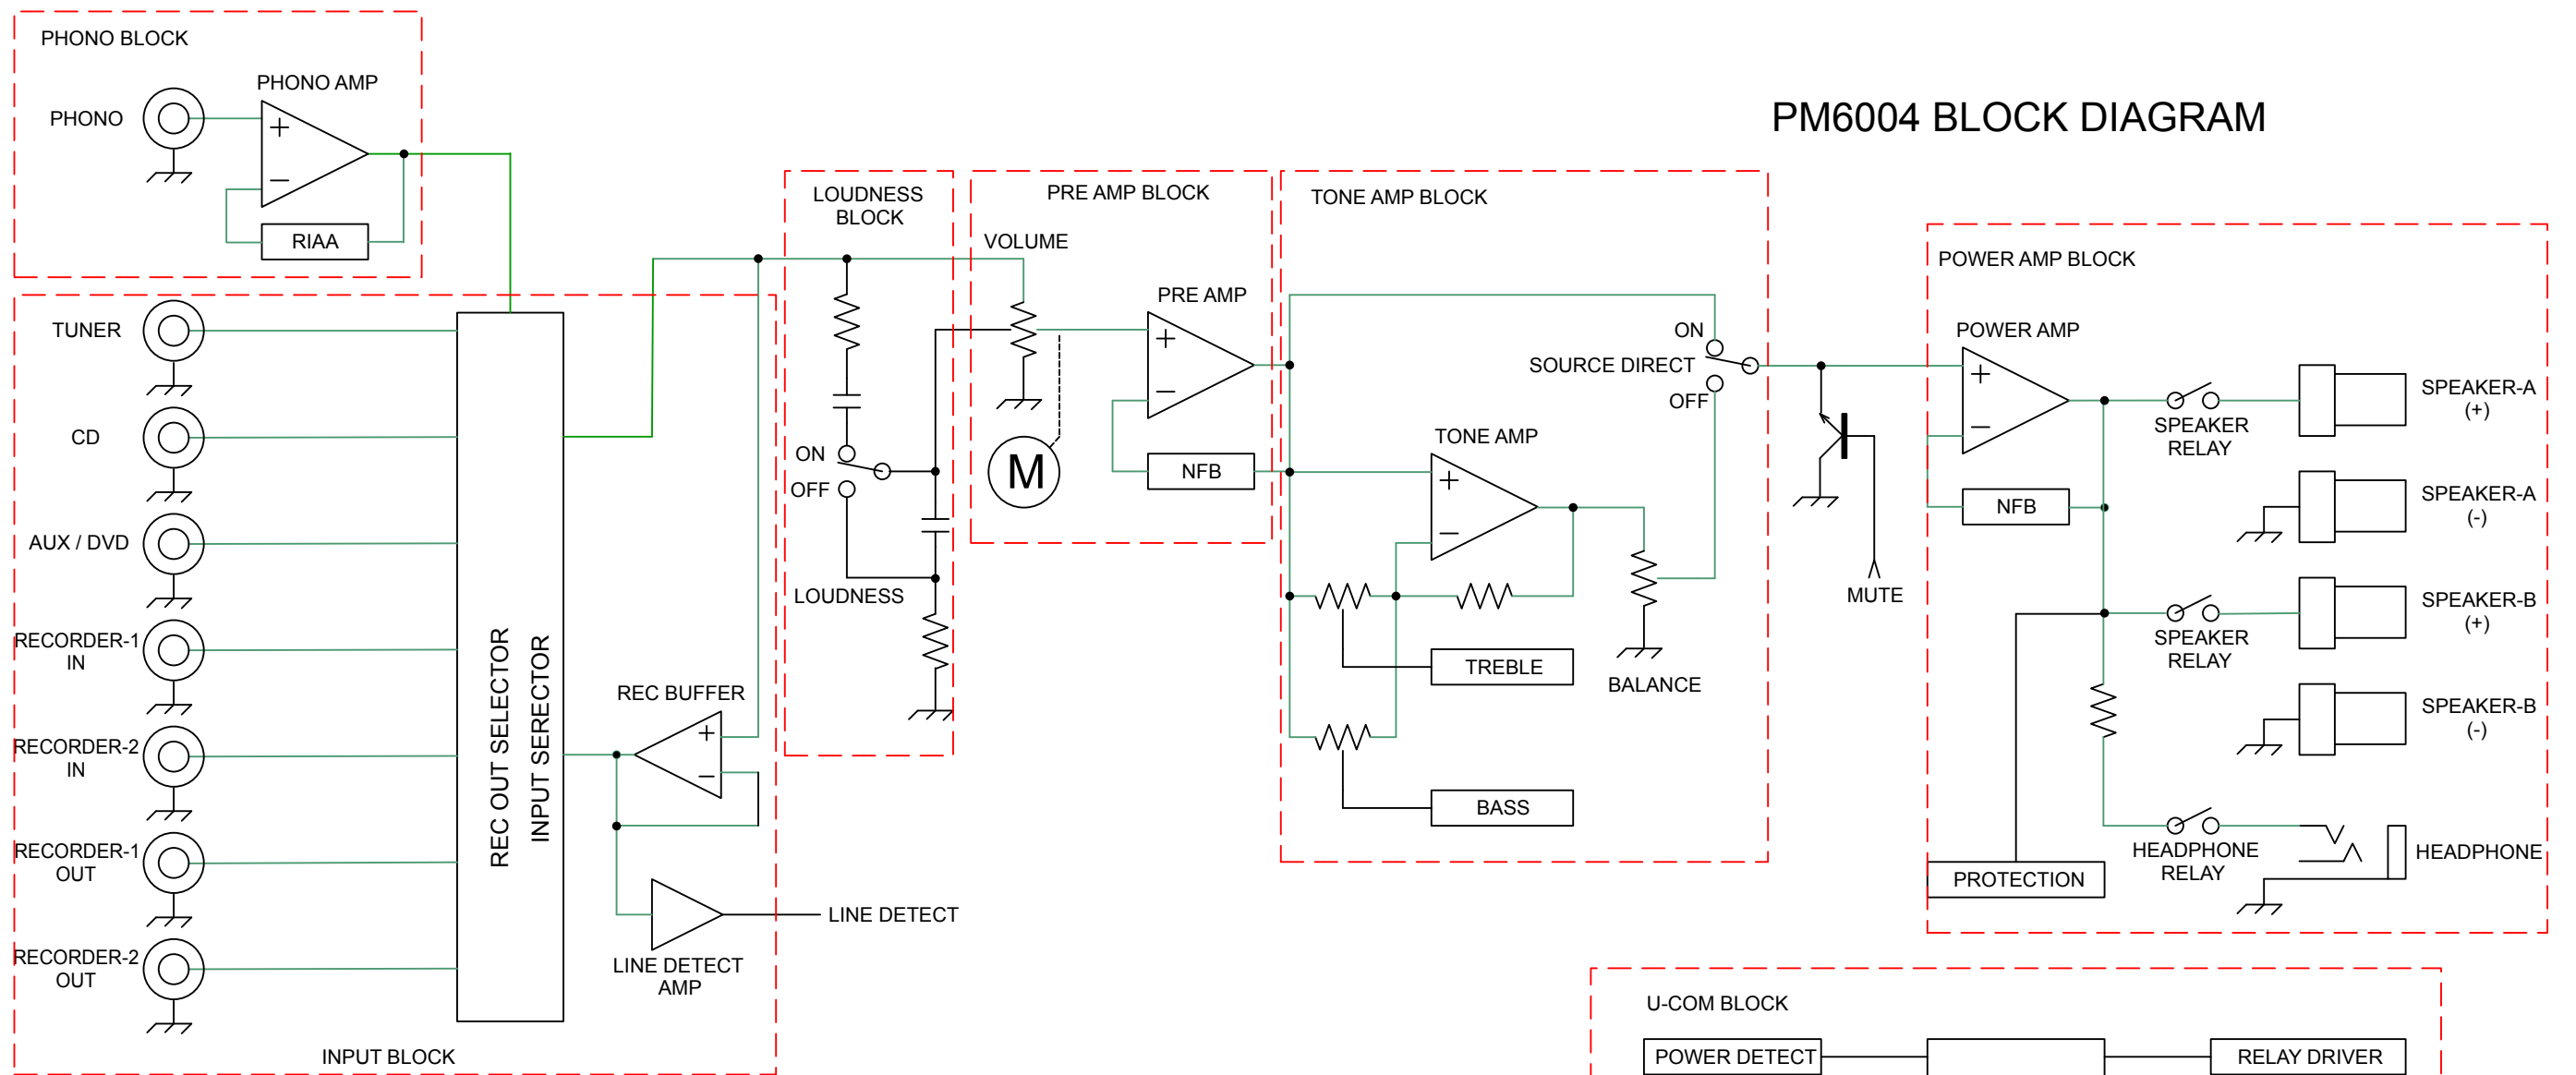 PHONO BLOCK
PHONO AMP
PHONO
+
−
RIAA
PM6004 BLOCK DIAGRAM
TUNER
CD
AUX / DVD
RECORDER-1
IN
RECORDER-2
IN
RECORDER-1
OUT
RECORDER-2
OUT
REC OUT SELECTOR
INPUT SERECTOR
REC BUFFER
+
−
LINE DETECT
LINE DETECT
AMP
INPUT BLOCK
LOUDNESS
BLOCK
ON
OFF
LOUDNESS
PRE AMP BLOCK
VOLUME
PRE AMP
+
−
M
NFB
TONE AMP BLOCK
ON
SOURCE DIRECT
OFF
TONE AMP
+
−
TREBLE
BALANCE
BASS
MUTE
POWER AMP BLOCK
POWER AMP
+
−
NFB
SPEAKER
RELAY
SPEAKER-A
(+)
SPEAKER-A
(-)
SPEAKER
RELAY
SPEAKER-B
(+)
SPEAKER-B
(-)
HEADPHONE
RELAY
HEADPHONE
PROTECTION
U-COM BLOCK
POWER DETECT
RELAY DRIVER